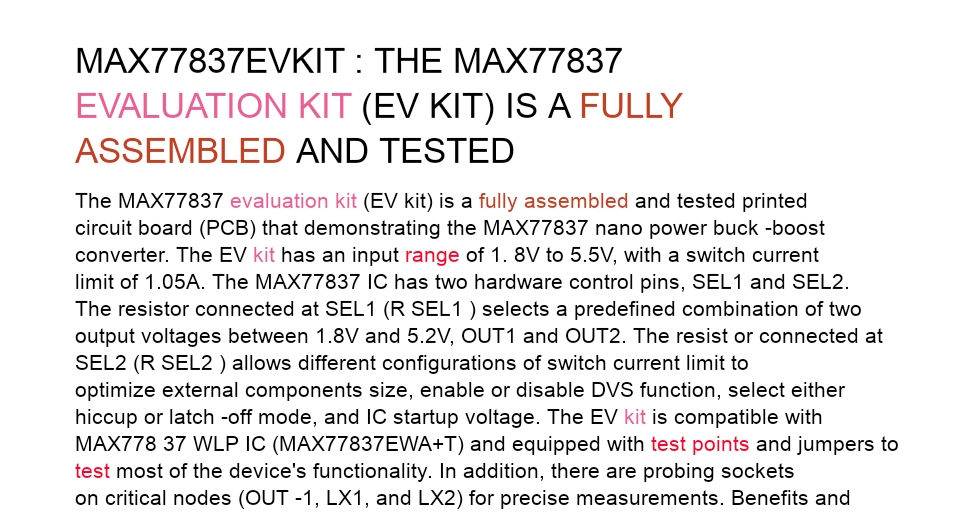 MAX77837EVKIT : THE MAX77837
EVALUATION KIT (EV KIT) IS A FULLY
ASSEMBLED AND TESTED
The MAX77837 evaluation kit (EV kit) is a fully assembled and tested printed
circuit board (PCB) that demonstrating the MAX77837 nano power buck -boost
converter. The EV kit has an input range of 1. 8V to 5.5V, with a switch current
limit of 1.05A. The MAX77837 IC has two hardware control pins, SEL1 and SEL2.
The resistor connected at SEL1 (R SEL1 ) selects a predefined combination of two
output voltages between 1.8V and 5.2V, OUT1 and OUT2. The resist or connected at
SEL2 (R SEL2 ) allows different configurations of switch current limit to
optimize external components size, enable or disable DVS function, select either
hiccup or latch -off mode, and IC startup voltage. The EV kit is compatible with
MAX778 37 WLP IC (MAX77837EWA+T) and equipped with test points and jumpers to
test most of the device's functionality. In addition, there are probing sockets
on critical nodes (OUT -1, LX1, and LX2) for precise measurements. Benefits and